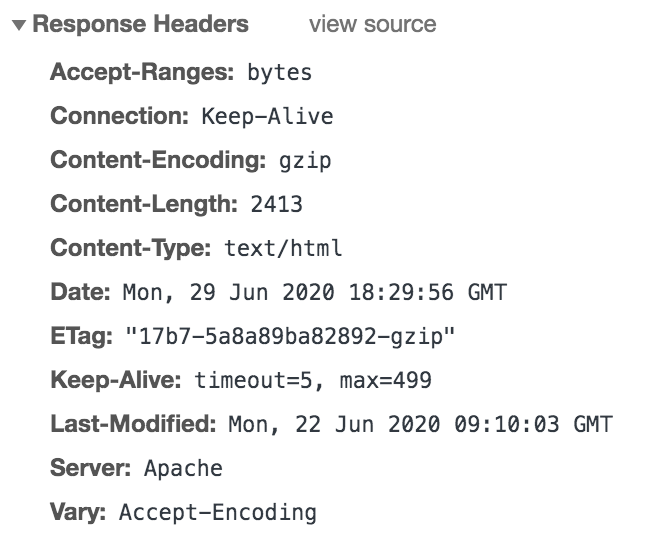 Response Headers view source
Accept-Ranges: bytes
Connection: Keep-Alive
Content-Encoding: gzip
Content-Length: 2413
Content-Type: text/html
Date: Mon, 29 Jun 2020 18:29:56 GMT
ETag: "17b7-5a8a89ba82892-gzip"
Keep-Alive: timeout=5, max=499
Last-Modified: Mon, 22 Jun 2020 09:10:03 GMT
Server: Apache
Vary: Accept-Encoding